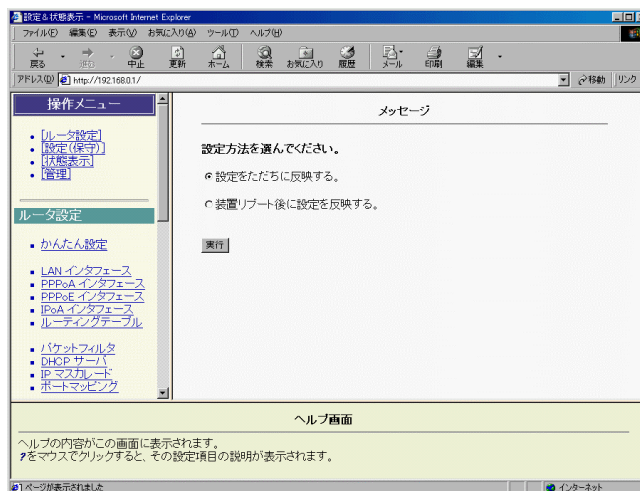 設定&状態表示 - Microsoft Internet Explorer
ファイル(F) 編集(E) 表示(V) お気に入り(A) ツール(T) ヘルプ(H)
戻る 進む 中止 更新 ホーム 検索 お気に入り 履歴 メール 印刷 編集
アドレス(D) http://192.168.0.1/ 移動 リンク
操作メニュー
[ルータ設定]
[設定(保守)]
[状態表示]
[管理]
ルータ設定
かんたん設定
LAN インタフェース
PPPoA インタフェース
PPPoE インタフェース
IPoA インタフェース
ルーティングテーブル
パケットフィルタ
DHCP サーバ
IP マスカレード
ポートマッピング
メッセージ
設定方法を選んでください。
設定をただちに反映する。
装置リブート後に設定を反映する。
実行
ヘルプ画面
ヘルプの内容がこの画面に表示されます。
?をマウスでクリックすると、その設定項目の説明が表示されます。
ページが表示されました インターネット